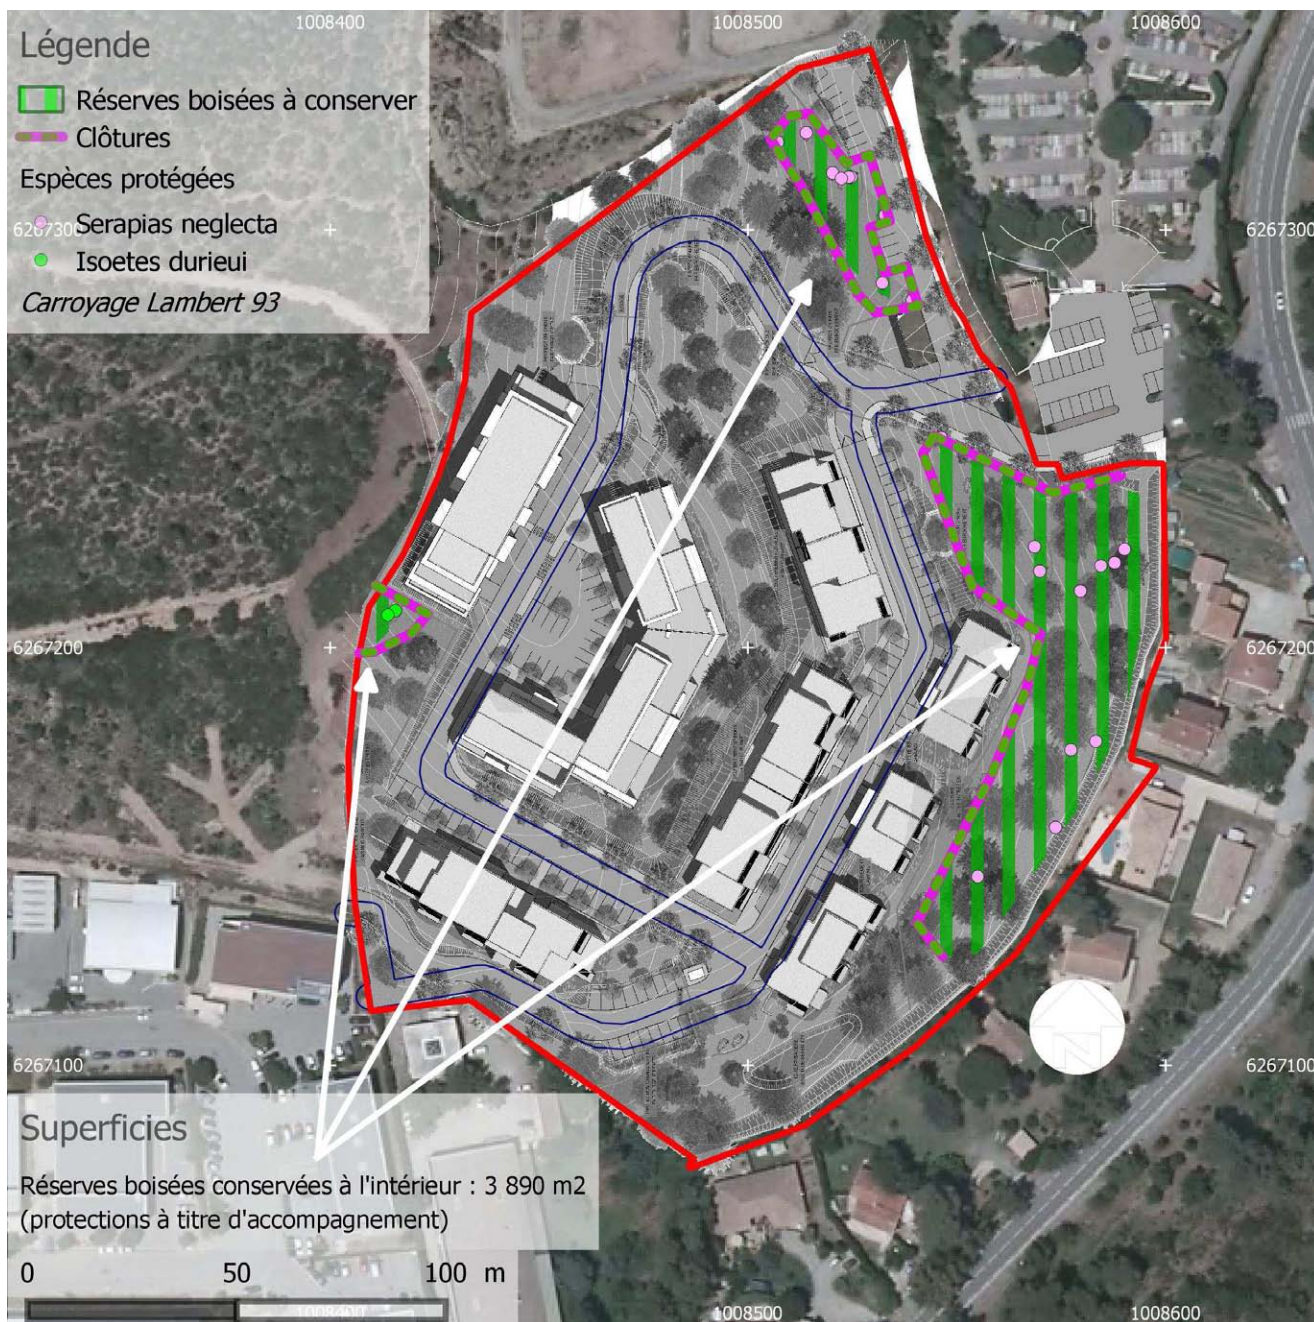 1008400
1008500
1008600
Légende
Réserves boisées à conserver
Clôtures
Espèces protégées
Serapias neglecta
6267300
6267300
Isoetes durieui
Carroyage Lambert 93
6267200
6267200
6267100
6267100
Superficies
Réserves boisées conservées à l'intérieur : 3 890 m2
(protections à titre d'accompagnement)
0 50 100 m
1008400
1008500
1008600